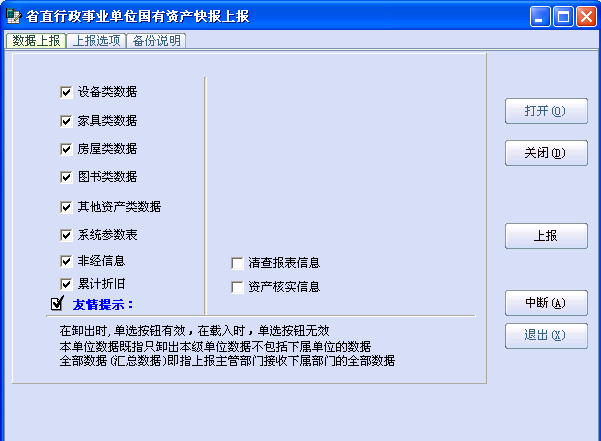 省直行政事业单位国有资产快报上报
数据上报 上报选项 备份说明
设备类数据
家具类数据
房屋类数据
图书类数据
其他资产类数据
系统参数表
非经信息
累计折旧
清查报表信息
资产核实信息
友情提示：
在卸出时,单选按钮有效，在载入时，单选按钮无效
本单位数据既指只卸出本级单位数据不包括下属单位的数据
全部数据(汇总数据)即指上报主管部门接收下属部门的全部数据
打开(O)
关闭(D)
上报
中断(A)
退出(X)